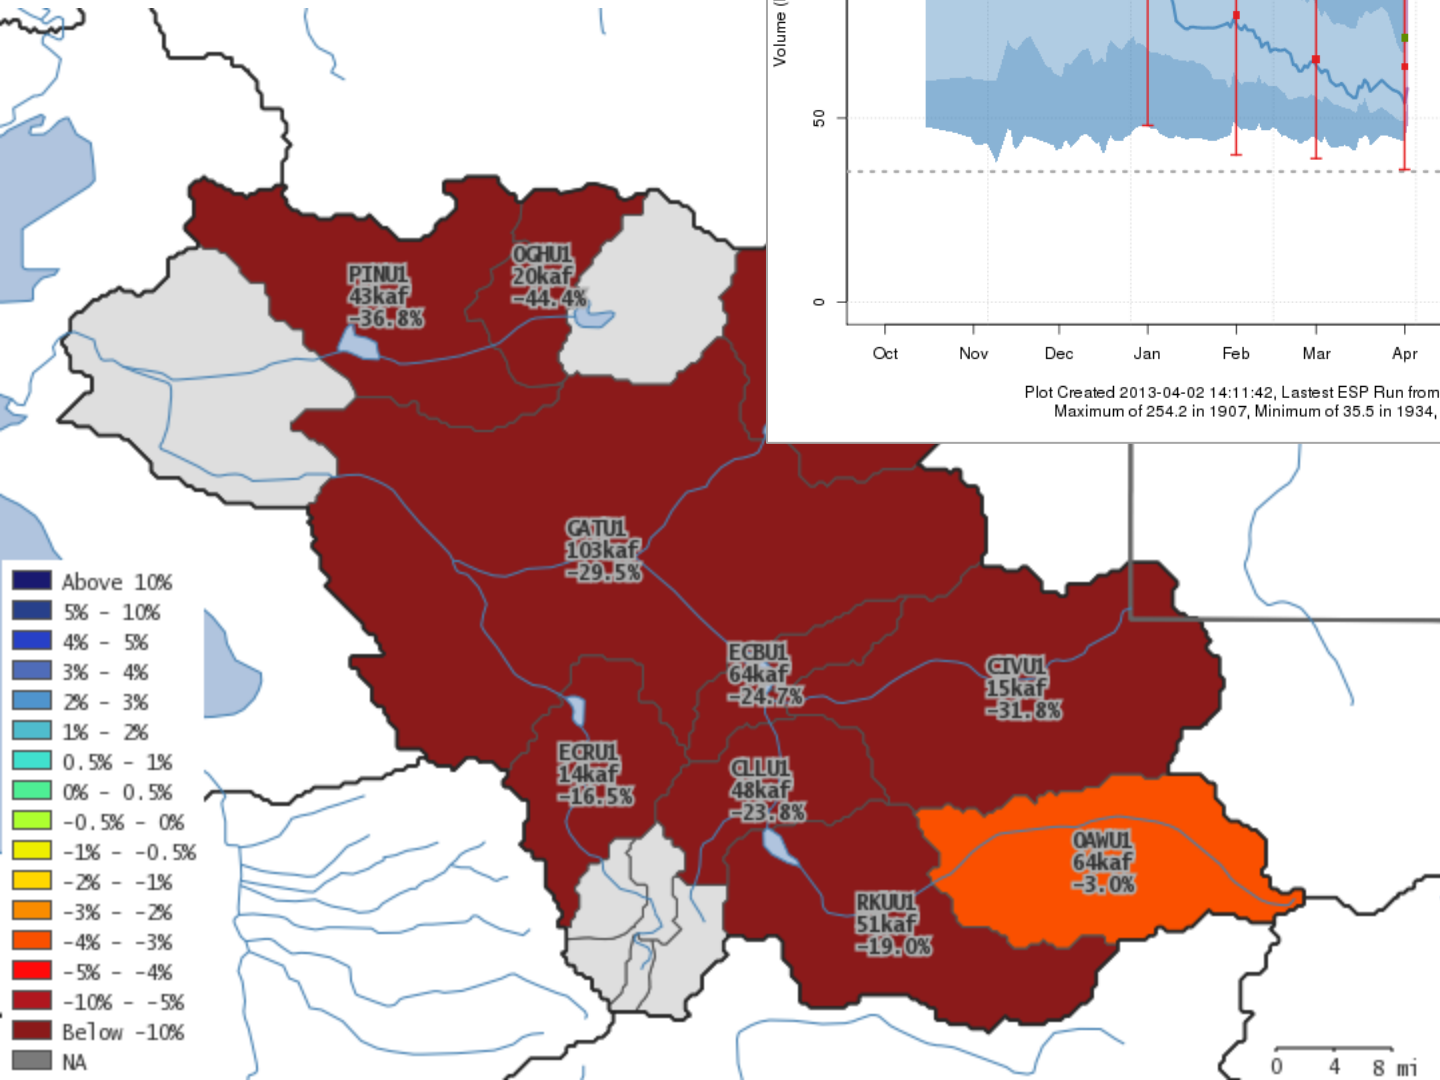 Volume (
50
0
Oct Nov Dec Jan Feb Mar Apr
Plot Created 2013-04-02 14:11:42, Lastest ESP Run from
Maximum of 254.2 in 1907, Minimum of 35.5 in 1934,
PINU1
43kaf
-36.8%
OGHU1
20kaf
-44.4%
CATU1
103kaf
-29.5%
ECBU1
64kaf
-24.7%
CIVU1
15kaf
-31.8%
ECRU1
14kaf
-16.5%
CLLU1
48kaf
-23.8%
OAWU1
64kaf
-3.0%
RKUU1
51kaf
-19.0%
Above 10%
5% - 10%
4% - 5%
3% - 4%
2% - 3%
1% - 2%
0.5% - 1%
0% - 0.5%
-0.5% - 0%
-1% - -0.5%
-2% - -1%
-3% - -2%
-4% - -3%
-5% - -4%
-10% - -5%
Below -10%
NA
0 4 8 mi